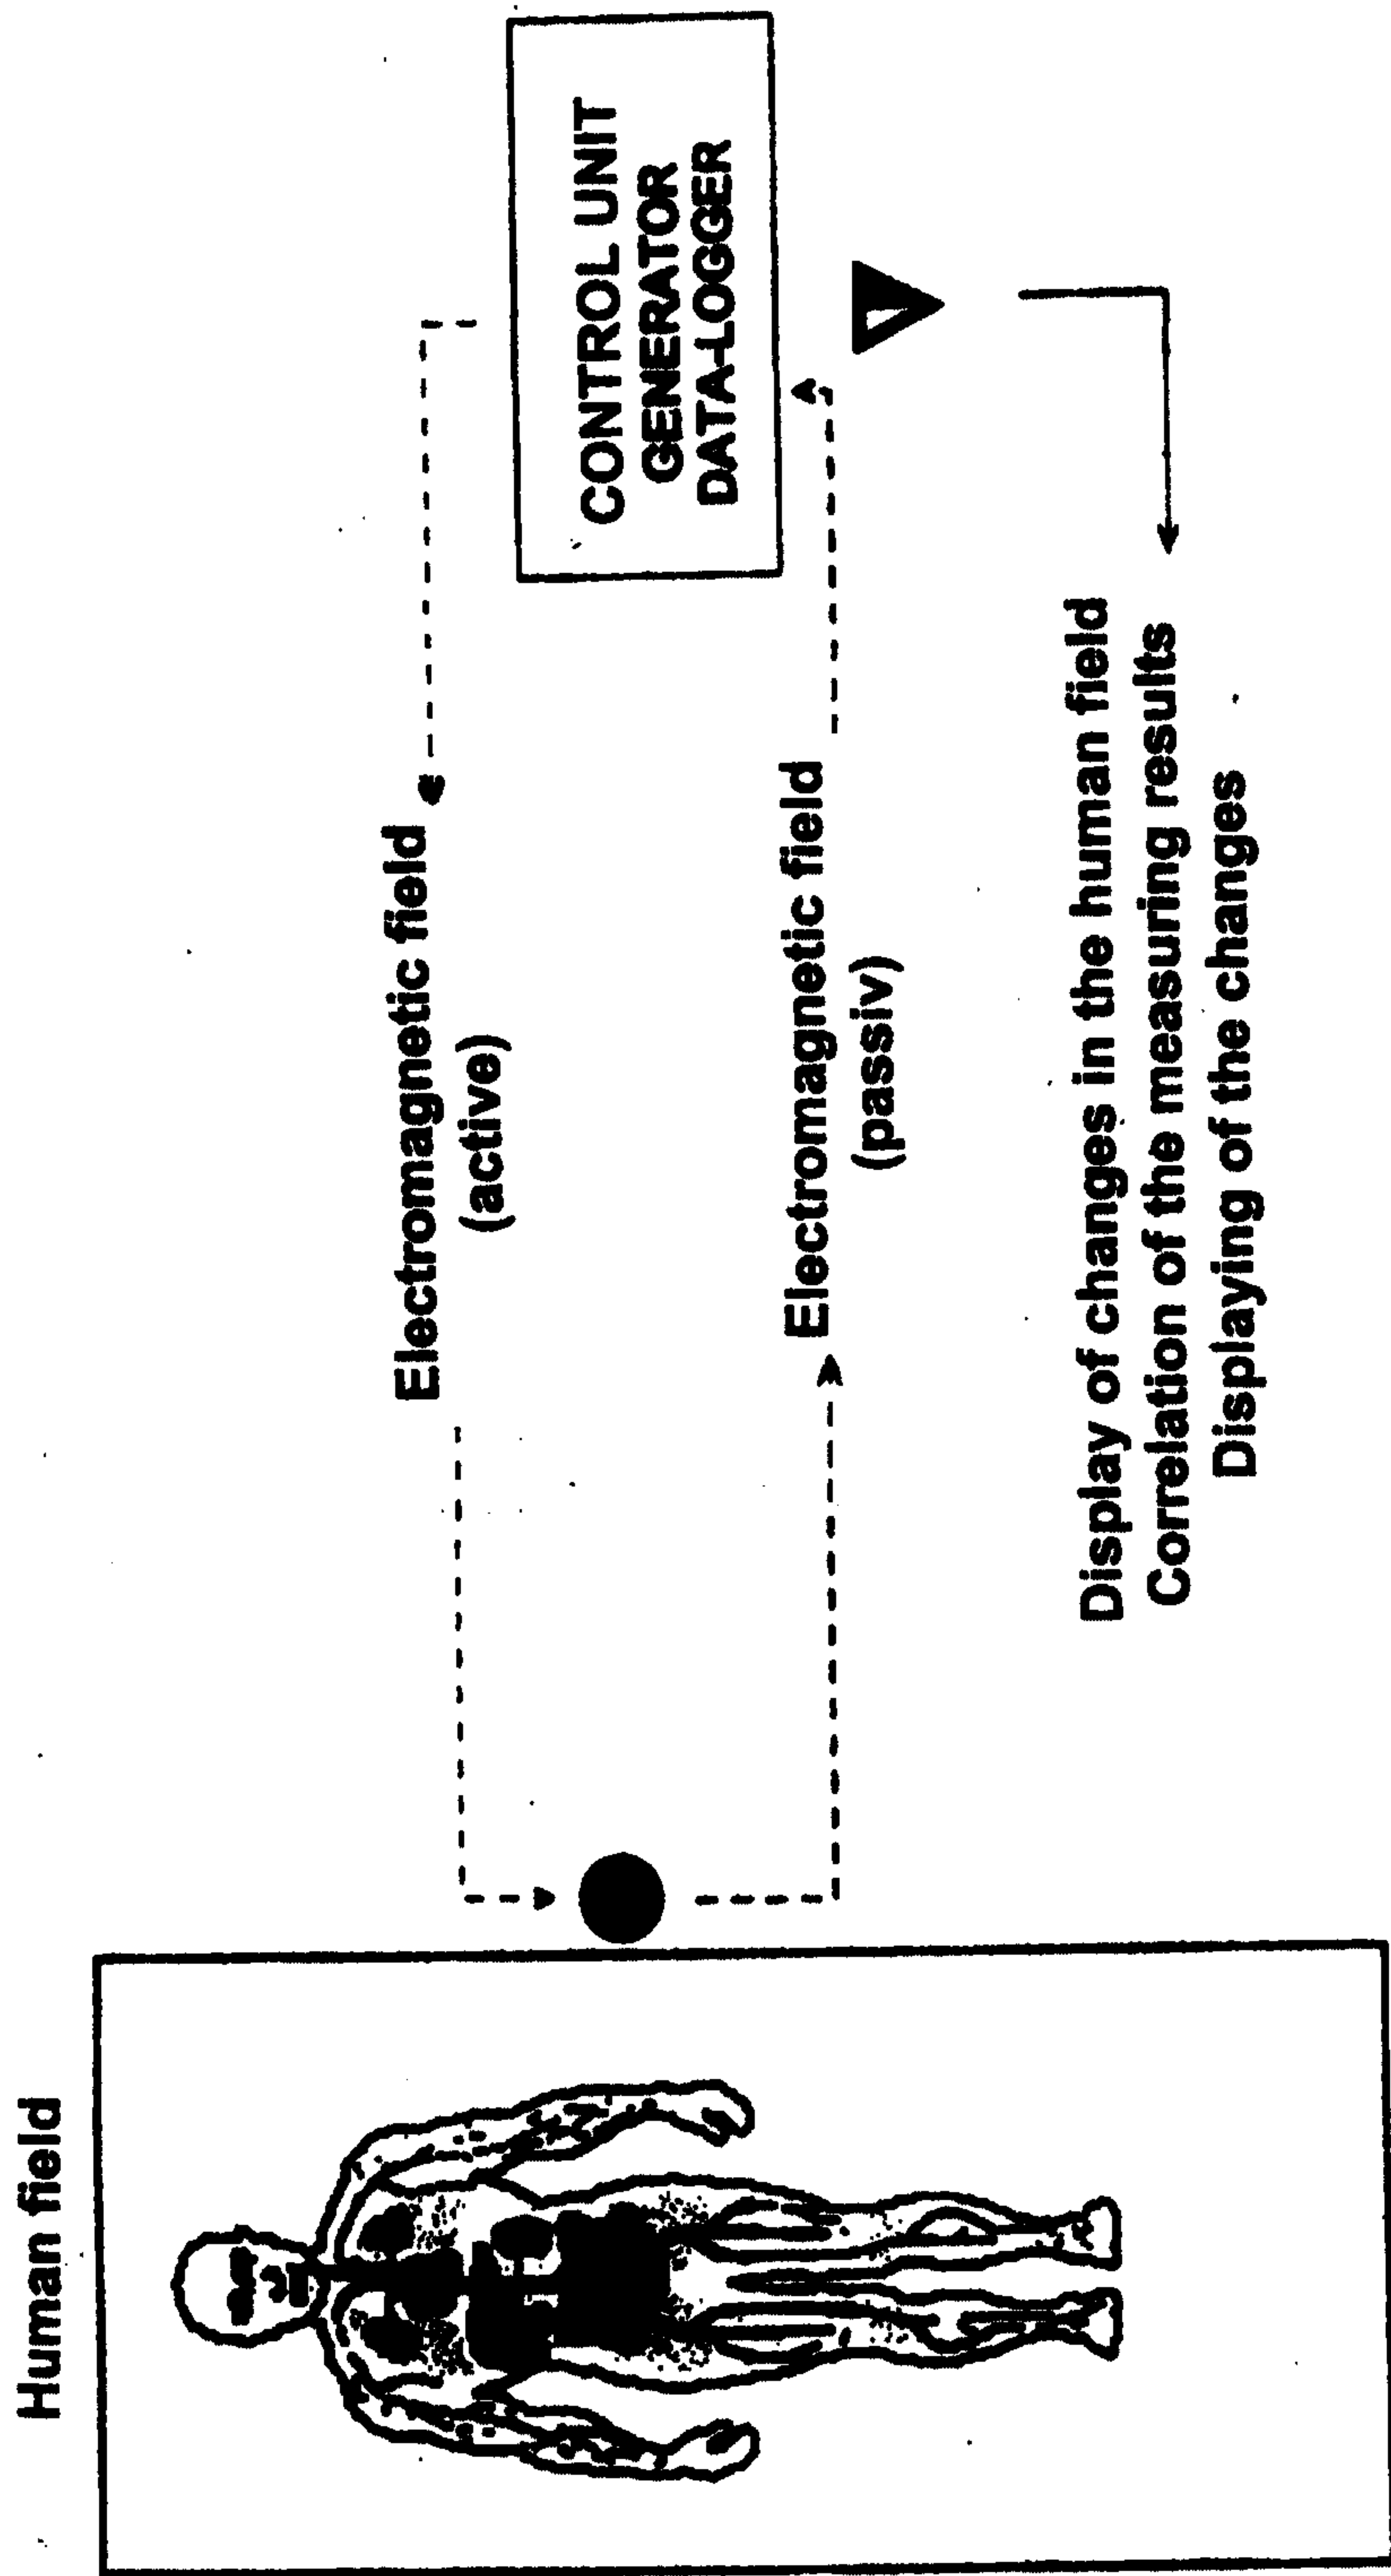 Human field
Electromagnetic field
(active)
Electromagnetic field
(passiv)
CONTROL UNIT
GENERATOR
DATA-LOGGER
Display of changes in the human field
Correlation of the measuring results
Displaying of the changes